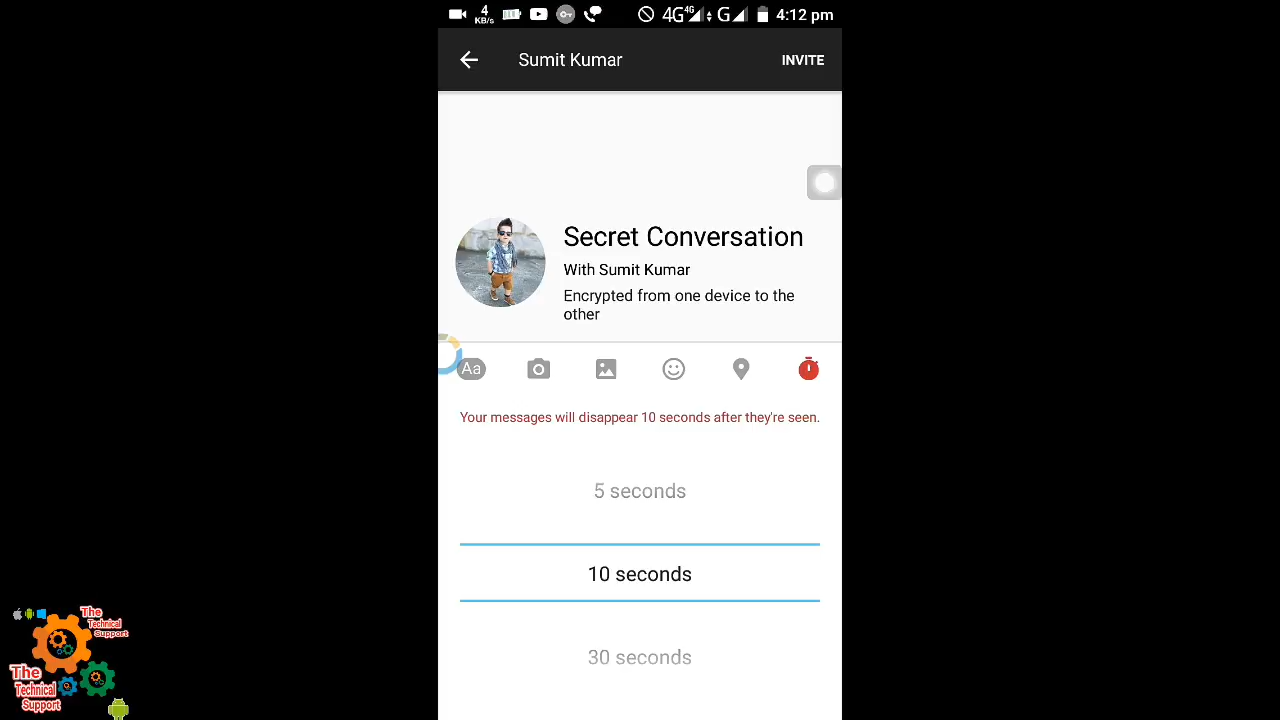 4
KB/s
4G 4G G 4:12 pm
Sumit Kumar
INVITE
Secret Conversation
With Sumit Kumar
Encrypted from one device to the
other
Aa
Your messages will disappear 10 seconds after they're seen.
5 seconds
10 seconds
30 seconds
The
Technical
Support
The
Technical
Support